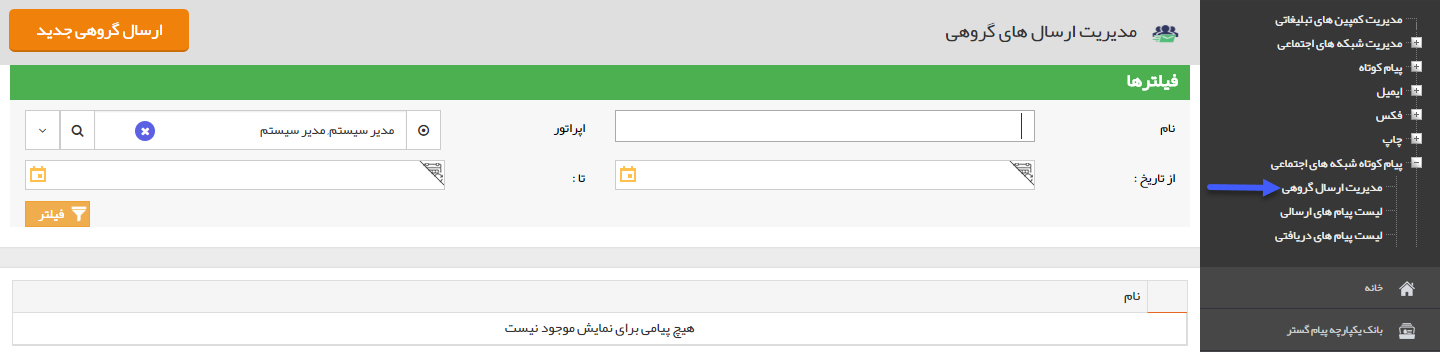 مدیریت کمپین های تبلیغاتی
مدیریت شبکه های اجتماعی
پیام کوتاه
ایمیل
فکس
چاپ
پیام کوتاه شبکه های اجتماعی
مدیریت ارسال گروهی
لیست پیام های ارسالی
لیست پیام های دریافتی
خانه
بانک یکپارچه پیام گستر
مدیریت ارسال های گروهی
ارسال گروهی جدید
فیلترها
نام
اپراتور
مدیر سیستم مدیر سیستم
از تاریخ :
تا :
فیلتر
نام
هیچ پیامی برای نمایش موجود نیست